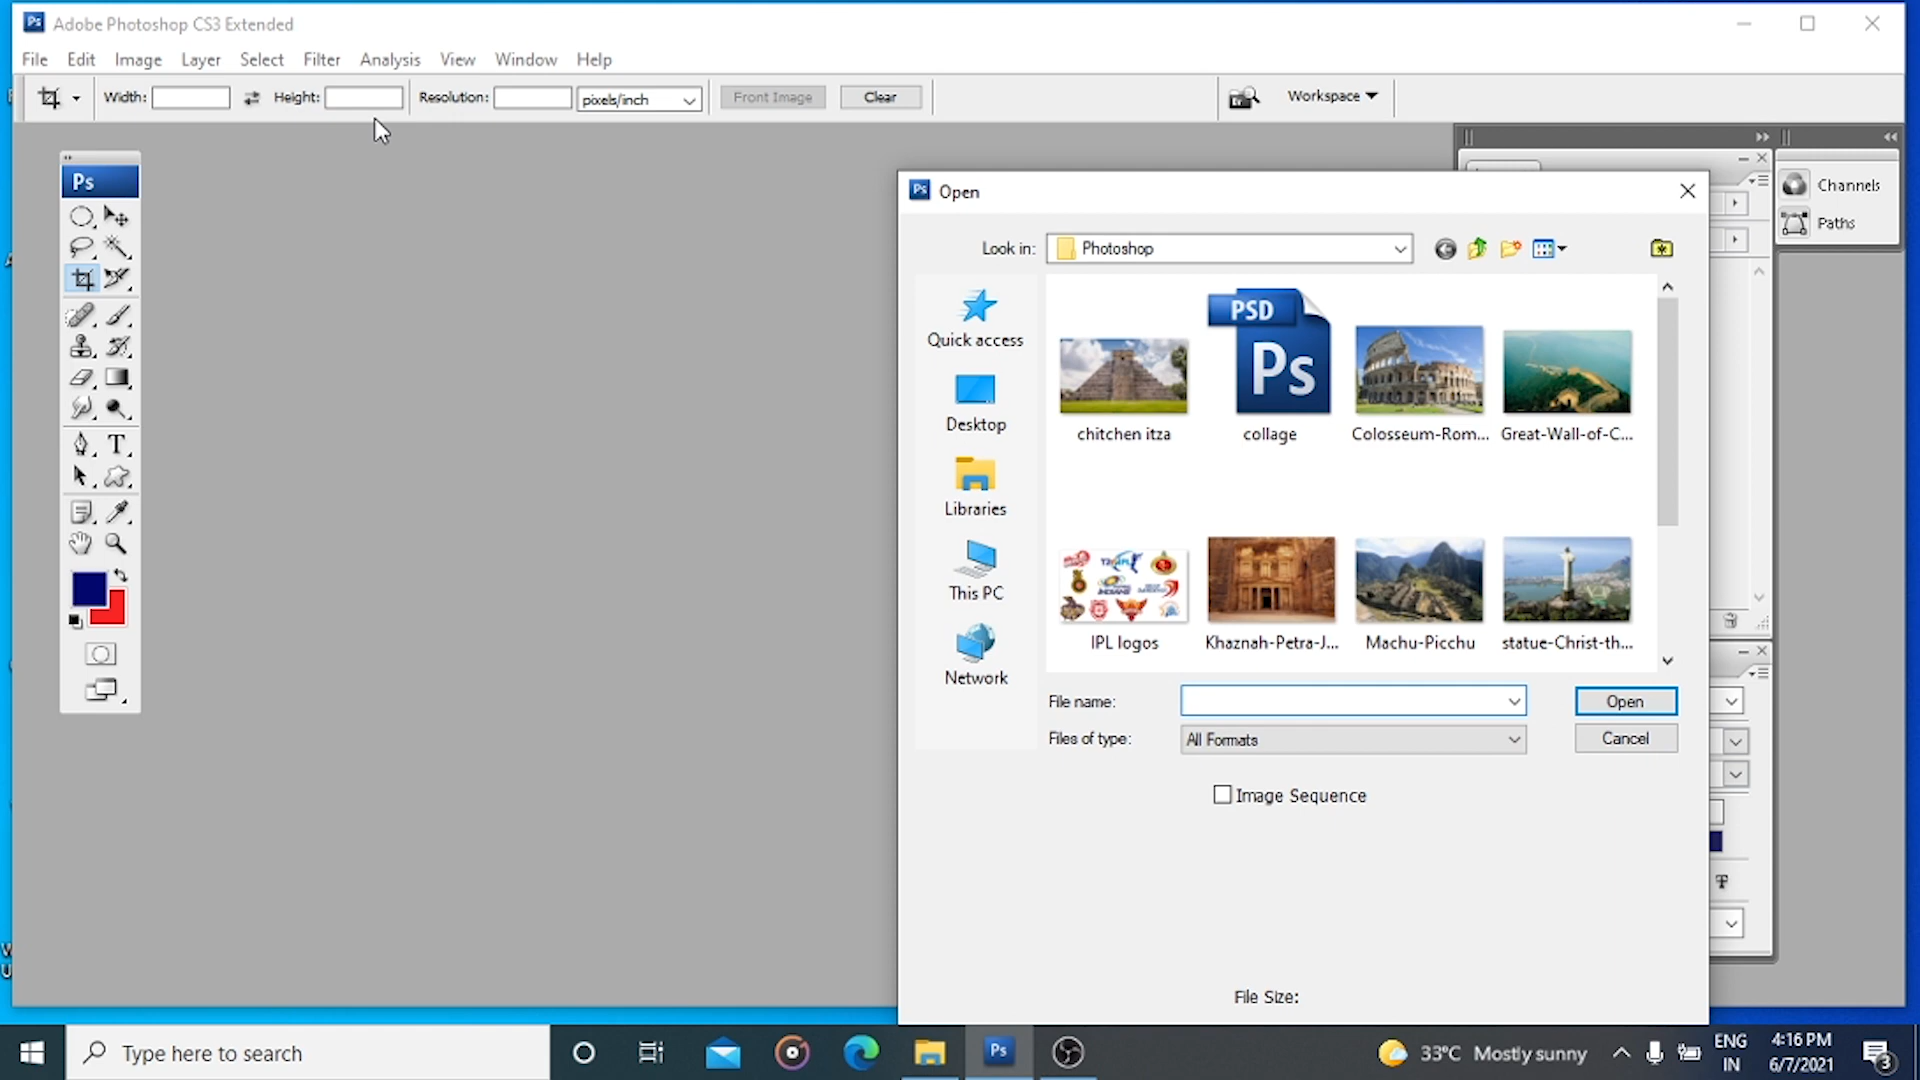 Ps Adobe Photoshop CS3 Extended
File Edit Image Layer Select Filter Analysis View Window Help
Width: Height: Resolution: pixels/inch Front Image Clear Workspace
Ps
Channels
Paths
Ps Open
Look in: Photoshop
Quick access
Desktop
Libraries
This PC
Network
PSD
Ps
chitchen itza collage Colosseum-Rom... Great-Wall-of-C...
IPL logos Khaznah-Petra-J... Machu-Picchu statue-Christ-th...
File name: Open
Files of type: All Formats Cancel
Image Sequence
File Size:
T
Type here to search
Ps
33°C Mostly sunny
ENG
IN
4:16 PM
6/7/2021
3